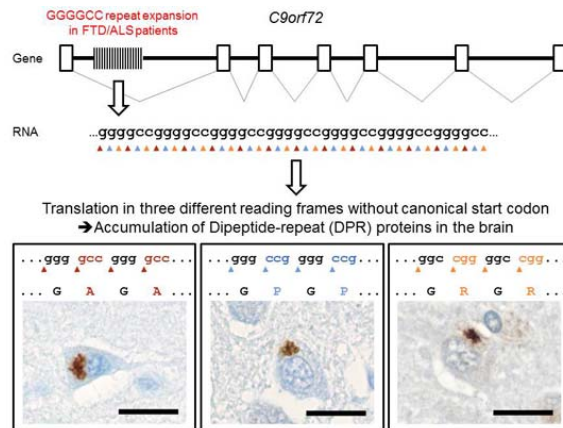 GGGGCC repeat expansion
in FTD/ALS patients
C9orf72
Gene
RNA
...ggggccggggccggggccggggccggggccggggccggggcc...
Translation in three different reading frames without canonical start codon
➔Accumulation of Dipeptide-repeat (DPR) proteins in the brain
...ggg gcc ggg gcc...
... G A G A ...
...ggg ccg ggg ccg...
... G P G P ...
...ggc cgg ggc cgg...
... G R G R ...